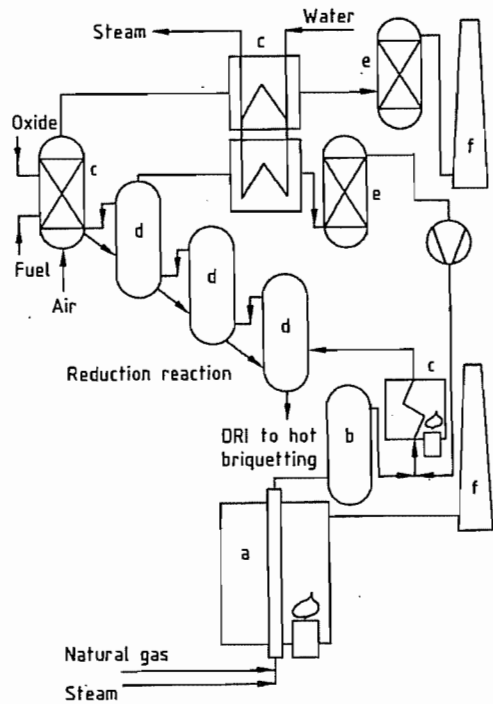 Water
Steam
c
e
f
Oxide
c
e
d
Fuel
d
Air
d
Reduction reaction
c
DRI to hot
briquetting
b
f
a
Natural gas
Steam